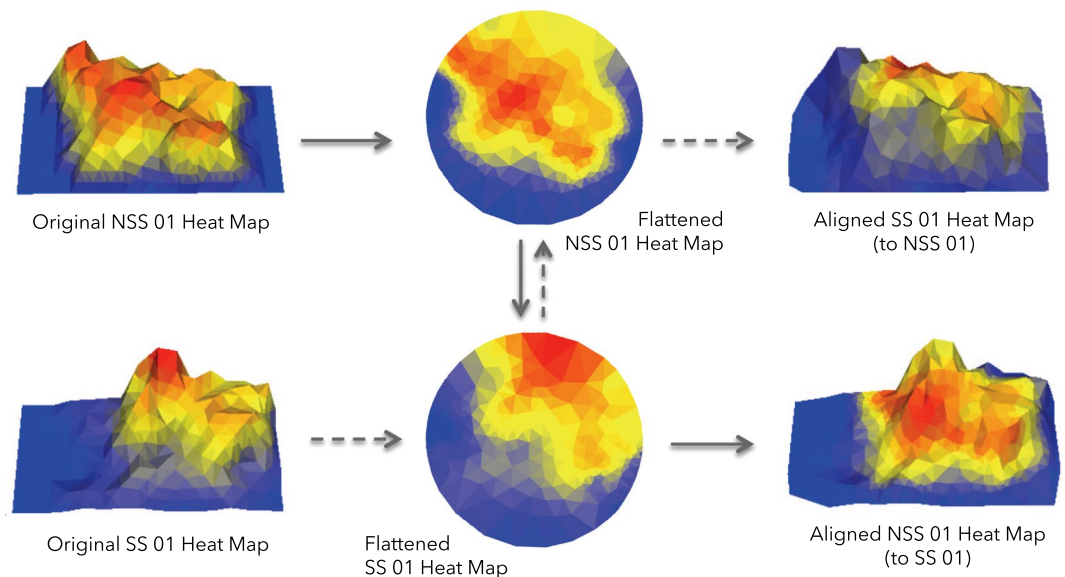 Original NSS 01 Heat Map
Flattened
NSS 01 Heat Map
Aligned SS 01 Heat Map
(to NSS 01)
Original SS 01 Heat Map
Flattened
SS 01 Heat Map
Aligned NSS 01 Heat Map
(to SS 01)